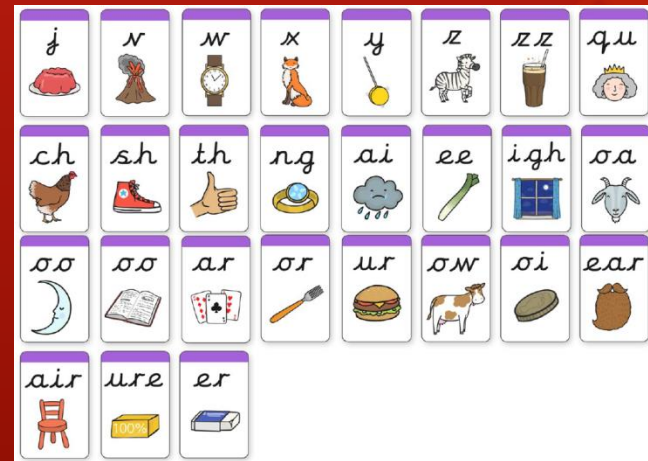 j v w x y z zz qu
ch sh th ng ai ee igh oa
oo oo ar or ur ow oi ear
air ure er
100%